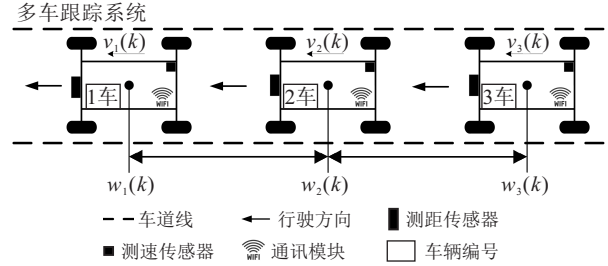 多车跟踪系统
v₁(k) v₂(k) v₃(k)
1车 WIFI 2车 WIFI 3车 WIFI
w₁(k) w₂(k) w₃(k)
车道线 行驶方向 测距传感器
测速传感器 WIFI 通讯模块 车辆编号